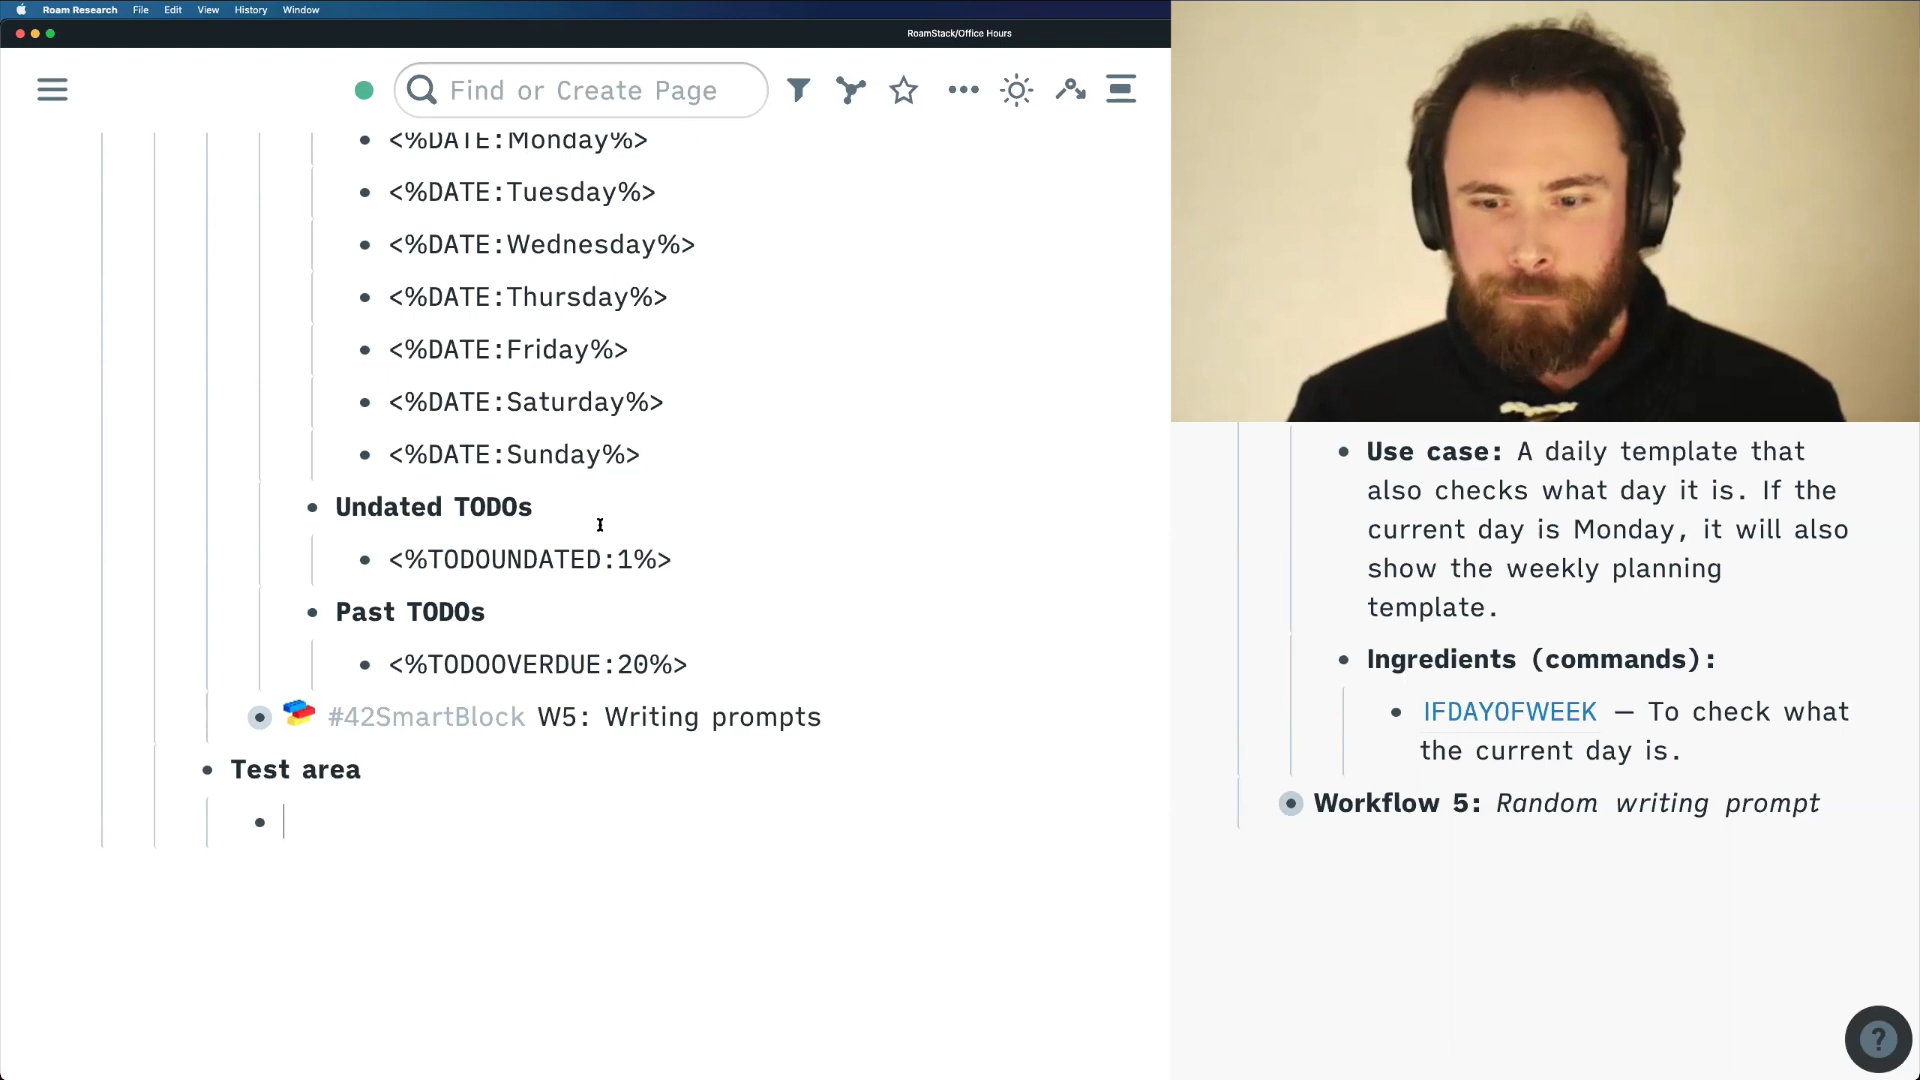 Roam Research File Edit View History Window
RoamStack/Office Hours
Find or Create Page
<%DATE:Monday%>
<%DATE:Tuesday%>
<%DATE:Wednesday%>
<%DATE:Thursday%>
<%DATE:Friday%>
<%DATE:Saturday%>
<%DATE:Sunday%>
Undated TODOs
<%TODOUNDATED:1%>
Past TODOs
<%TODOOVERDUE:20%>
#42SmartBlock W5: Writing prompts
Test area
Use case: A daily template that
also checks what day it is. If the
current day is Monday, it will also
show the weekly planning
template.
Ingredients (commands):
IFDAYOFWEEK — To check what
the current day is.
Workflow 5: Random writing prompt
?